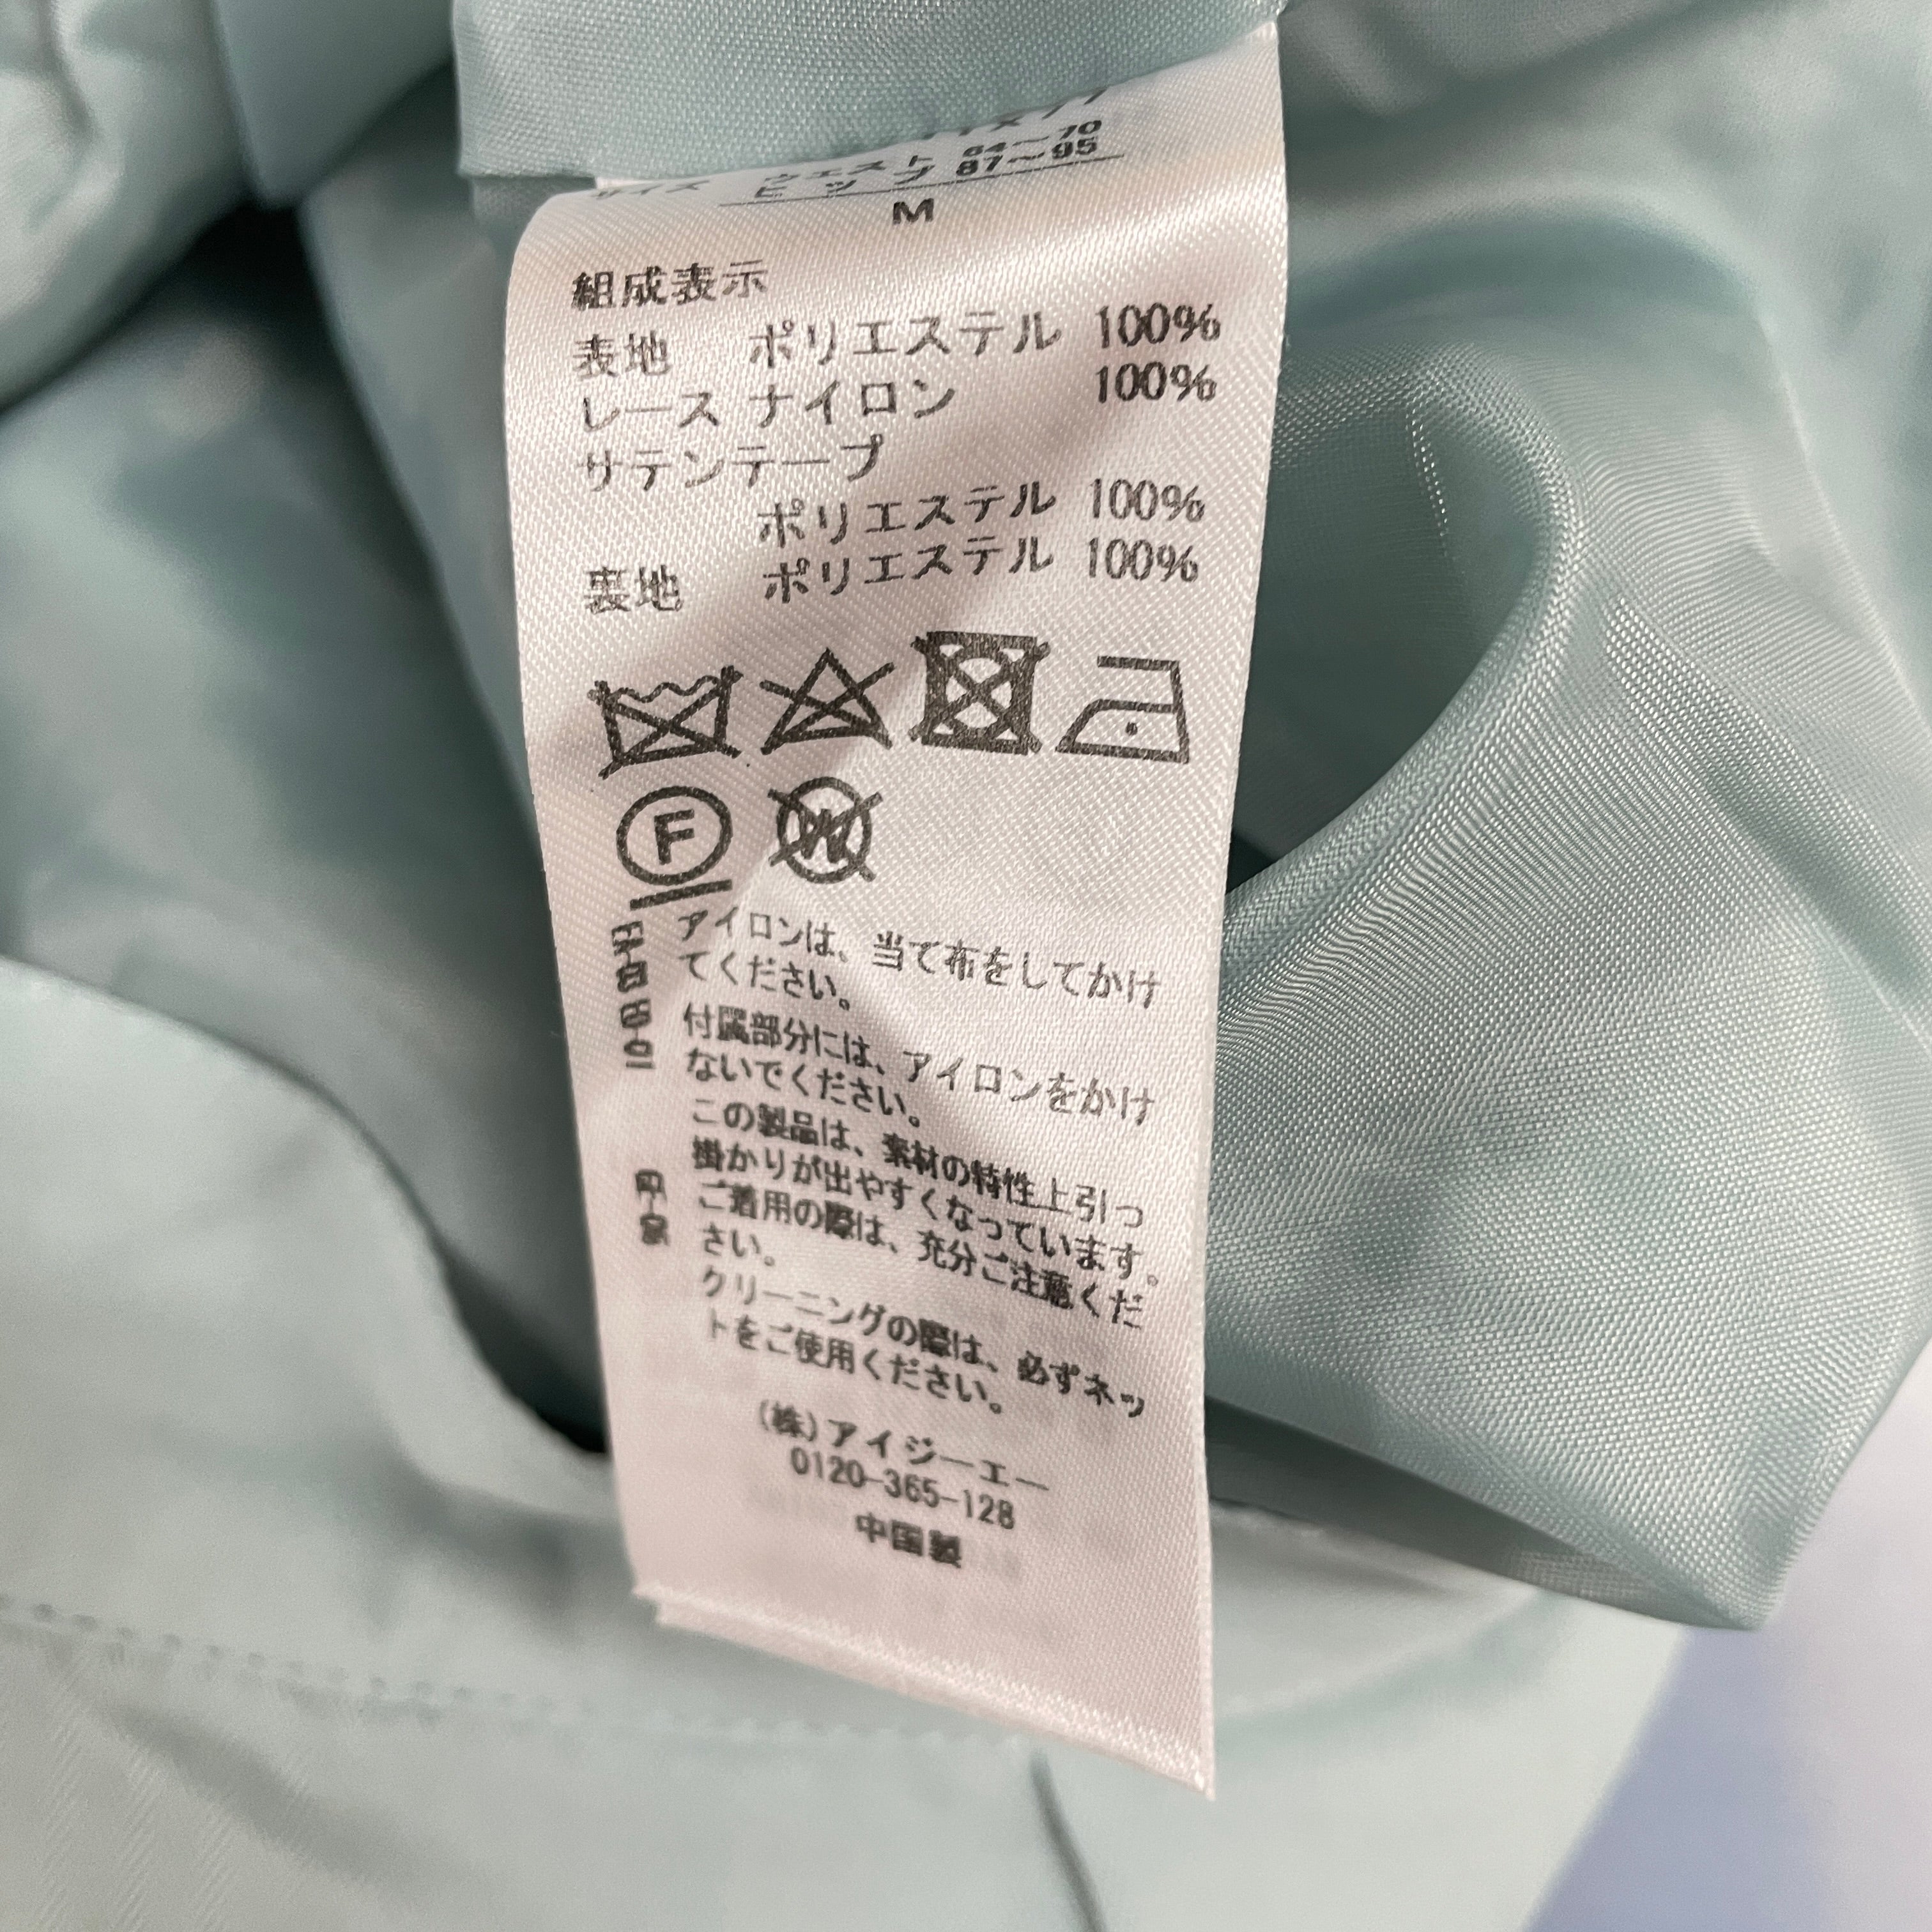 サイズ ウエスト 64～70
ヒップ 87～95
M
組成表示
表地 ポリエステル 100%
レース ナイロン 100%
サテンテープ
ポリエステル 100%
裏地 ポリエステル 100%
F
W
アイロンは、当て布をしてかけ
てください。
付属部分には、アイロンをかけ
ないでください。
この製品は、素材の特性上引っ
掛かりが出やすくなっています。
ご着用の際は、充分ご注意くだ
さい。
クリーニングの際は、必ずネッ
トをご使用ください。
(株)アイジーエー
0120-365-128
中国製